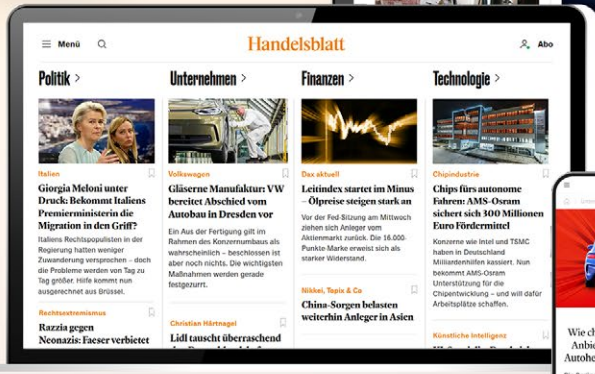 Menü
Handelsblatt
Abo
Politik >
Italien
Giorgia Meloni unter
Druck: Bekommt Italiens
Premierministerin die
Migration in den Griff?
Italiens Rechtspopulisten in der
Regierung hatten weniger
Zuwanderung versprochen – doch
die Probleme werden von Tag zu
Tag größer. Hilfe kommt nun
ausgerechnet aus Brüssel.
Rechtsextremismus
Razzia gegen
Neonazis: Faeser verbietet
Unternehmen >
Volkswagen
Gläserne Manufaktur: VW
bereitet Abschied vom
Autobau in Dresden vor
Ein Aus der Fertigung gilt im
Rahmen des Konzernumbaus als
wahrscheinlich – beschlossen ist
aber noch nichts. Die wichtigsten
Maßnahmen werden gerade
festgezurrt.
Christian Härtnagel
Lidl tauscht überraschend
Finanzen >
Dax aktuell
Leitindex startet im Minus
– Ölpreise steigen stark an
Vor der Fed-Sitzung am Mittwoch
ziehen sich Anleger vom
Aktienmarkt zurück. Die 16.000-
Punkte-Marke erweist sich als
starker Widerstand.
Nikkei, Topix & Co
China-Sorgen belasten
weiterhin Anleger in Asien
Technologie >
Chipindustrie
Chips fürs autonome
Fahren: AMS-Osram
sichert sich 300 Millionen
Euro Fördermittel
Konzerne wie Intel und TSMC
haben in Deutschland
Milliardenhilfen kassiert. Nun
bekommt AMS-Osram
Unterstützung für die
Chipentwicklung – und will dafür
Arbeitsplätze schaffen.
Künstliche Intelligenz
Wie ch
Anbie
Autohe